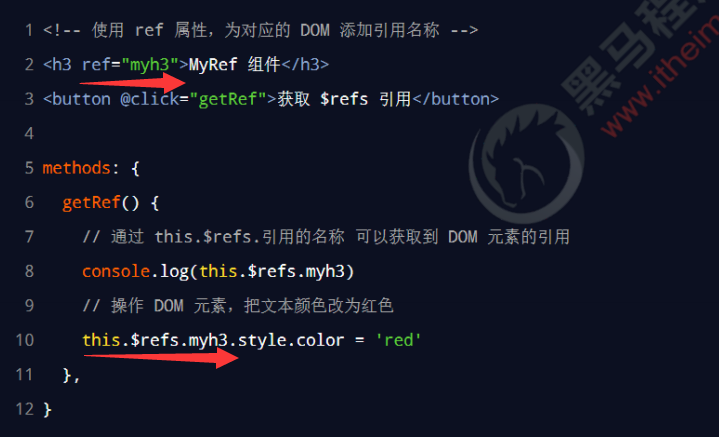 1 <!-- 使用 ref 属性，为对应的 DOM 添加引用名称 -->
2 <h3 ref="myh3">MyRef 组件</h3>
3 <button @click="getRef">获取 $refs 引用</button>
4
5 methods: {
6   getRef() {
7     // 通过 this.$refs.引用的名称 可以获取到 DOM 元素的引用
8     console.log(this.$refs.myh3)
9     // 操作 DOM 元素，把文本颜色改为红色
10     this.$refs.myh3.style.color = 'red'
11   },
12 }
黑马程
www.itheim